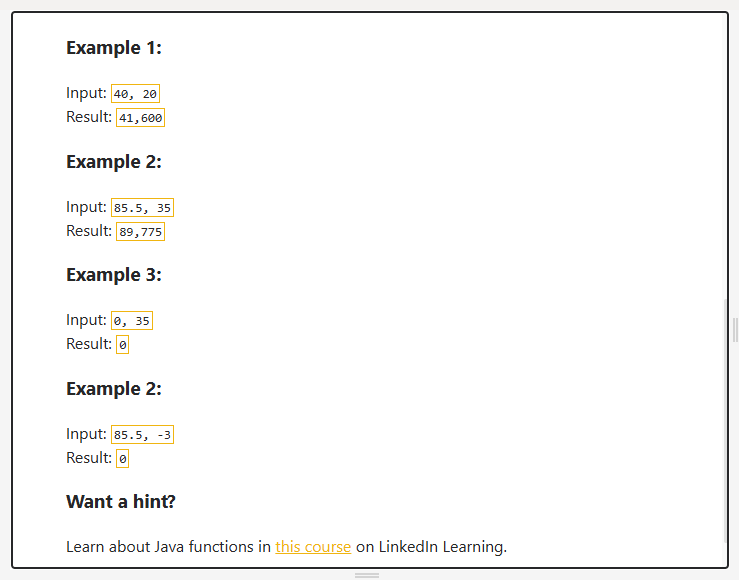 Example 1:
Input: 40, 20
Result: 41,600
Example 2:
Input: 85.5, 35
Result: 89,775
Example 3:
Input: 0, 35
Result: 0
Example 2:
Input: 85.5, -3
Result: 0
Want a hint?
Learn about Java functions in this course on LinkedIn Learning.